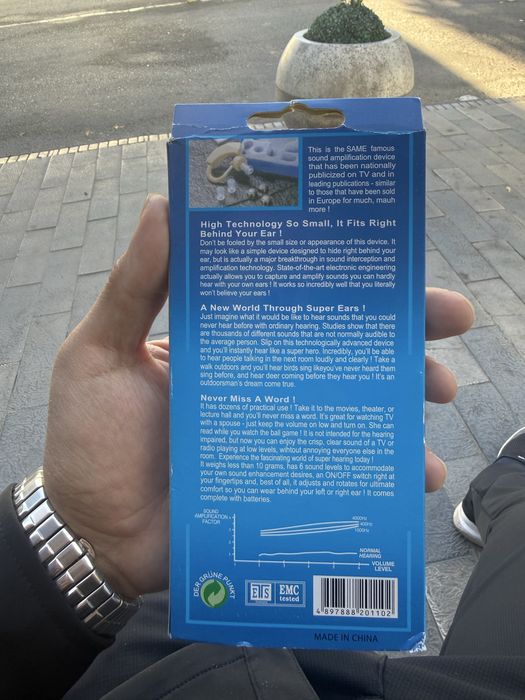 This is the SAME famous
sound amplification device
that has been nationally
publicized on TV and in
leading publications - similar
to those that have been sold
in Europe for much, mauh
more !
High Technology So Small, It Fits Right
Behind Your Ear !
Don't be fooled by the small size or appearance of this device. It
may look like a simple device designed to hide right behind your
ear, but is actually a major breakthrough in sound interception and
amplification technology. State-of-the-art electronic engineering
actually allows you to capture and amplify sounds you can hardly
hear with your own ears ! It works so incredibly well that you literally
won't believe your ears !
A New World Through Super Ears !
Just imagine what it would be like to hear sounds that you could
never hear before with ordinary hearing. Studies show that there
are thousands of different sounds that are not normally audible to
the average person. Slip on this technologically advanced device
and you'll instantly hear like a super hero. Incredibly, you'll be able
to hear people talking in the next room loudly and clearly ! Take a
walk outdoors and you'll hear birds sing likeyou've never heard them
sing before, and hear deer coming before they hear you ! It's an
outdoorsman's dream come true.
Never Miss A Word !
It has dozens of practical use ! Take it to the movies, theater, or
lecture hall and you'll never miss a word. It's great for watching TV
with a spouse - just keep the volume on low and turn on. She can
read while you watch the ball game ! It is not intended for the hearing
impaired, but now you can enjoy the crisp, clear sound of a TV or
radio playing at low levels, without annoying everyone else in the
room. Experience the fascinating world of super hearing today !
It weighs less than 10 grams, has 6 sound levels to accommodate
your own sound enhancement desires, an ON/OFF switch right at
your fingertips and, best of all, it adjusts and rotates for ultimate
comfort so you can wear behind your left or right ear ! It comes
complete with batteries.
SOUND
AMPLIFICATION
FACTOR
4000Hz
400Hz
1000Hz
NORMAL
HEARING
VOLUME
LEVEL
DER GRÜNE PUNKT
ETS
EMC
tested
4 897888 201102
MADE IN CHINA